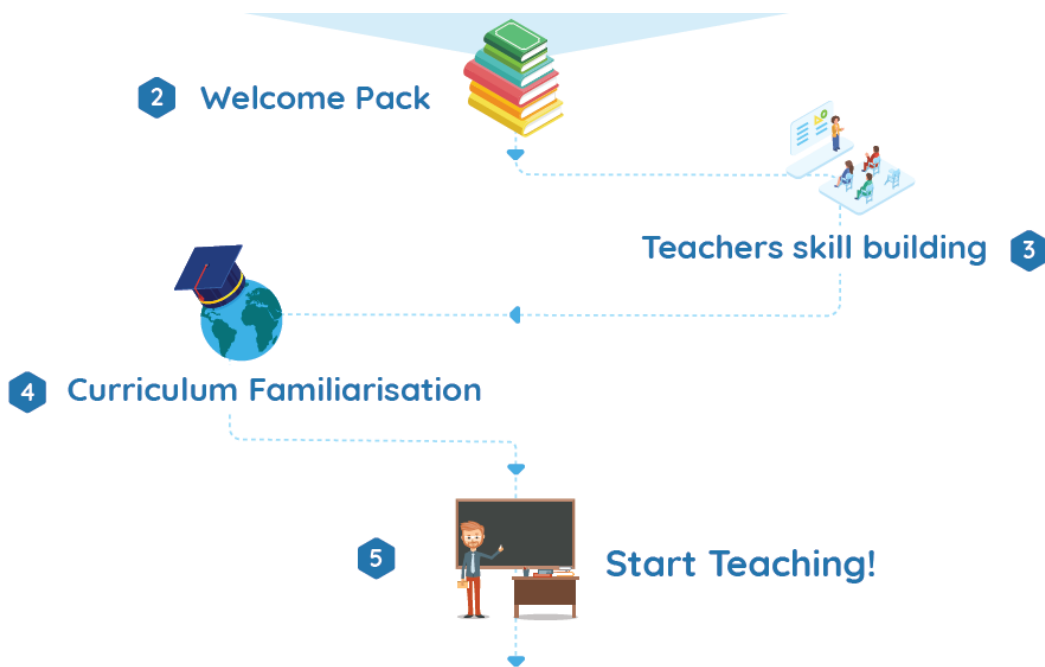 2 Welcome Pack
Teachers skill building 3
4 Curriculum Familiarisation
5 Start Teaching!